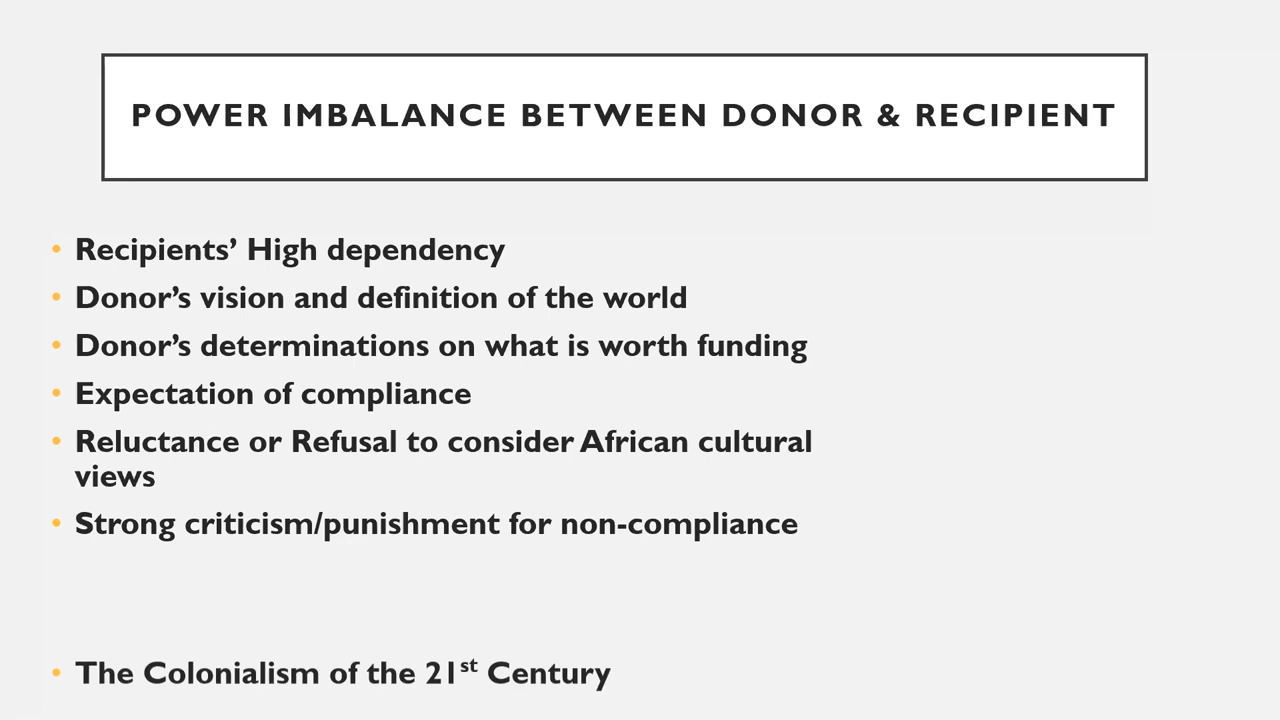 POWER IMBALANCE BETWEEN DONOR & RECIPIENT
• Recipients’ High dependency
• Donor’s vision and definition of the world
• Donor’s determinations on what is worth funding
• Expectation of compliance
• Reluctance or Refusal to consider African cultural
views
• Strong criticism/punishment for non-compliance
• The Colonialism of the 21st Century